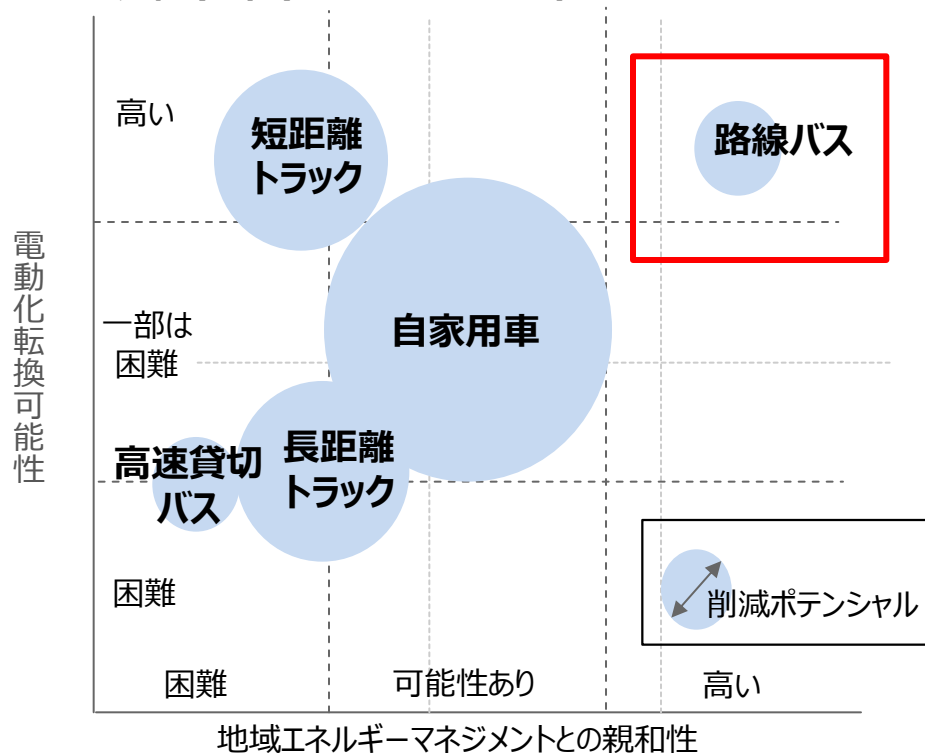 高い
短距離
トラック
路線バス
電動化転換可能性
一部は
困難
自家用車
高速貸切
バス
長距離
トラック
困難
削減ポテンシャル
困難
可能性あり
高い
地域エネルギーマネジメントとの親和性